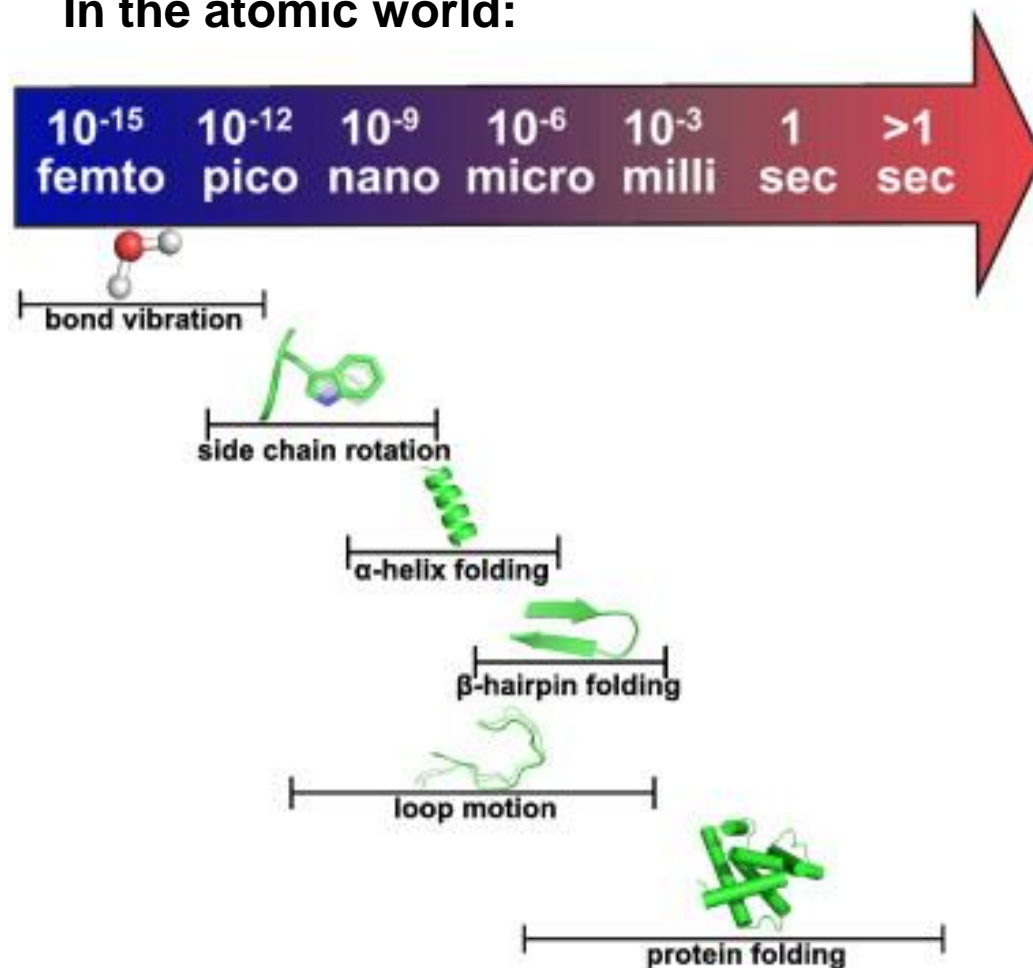 In the atomic world:
10-15 10-12 10-9 10-6 10-3 1 >1
femto pico nano micro milli sec sec
bond vibration
side chain rotation
α-helix folding
β-hairpin folding
loop motion
protein folding